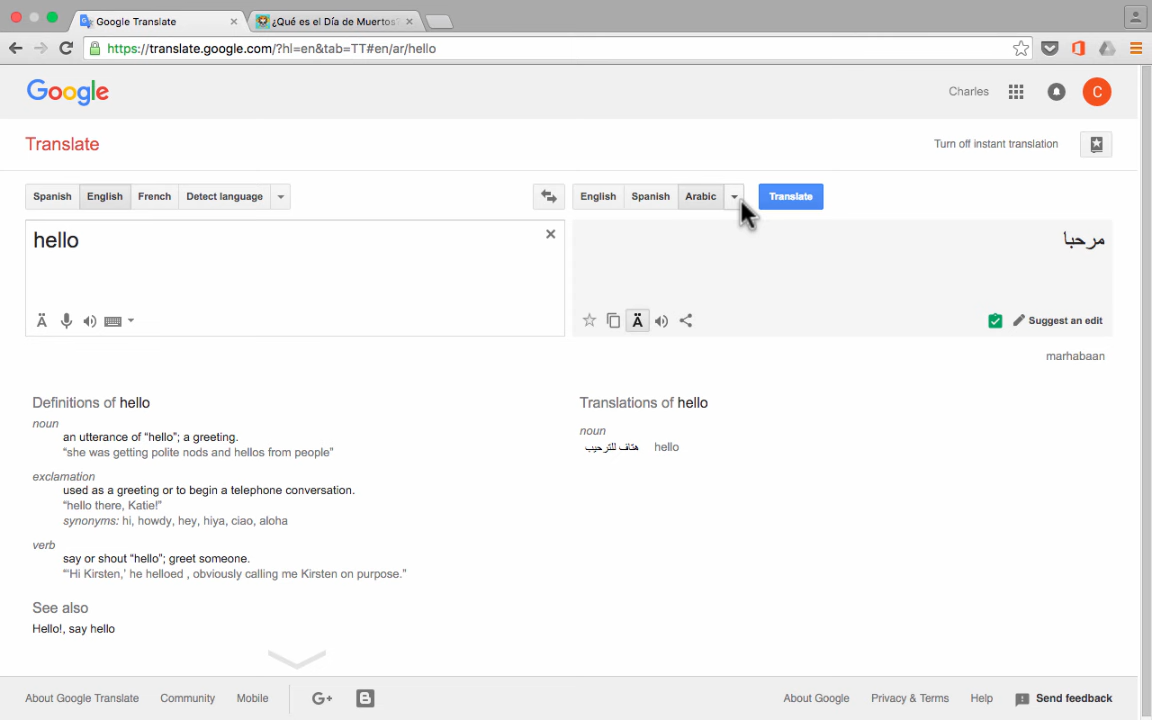 Google Translate
¿Qué es el Día de Muertos?
https://translate.google.com/?hl=en&tab=TT#en/ar/hello
Google
Charles
C
Translate
Turn off instant translation
Spanish English French Detect language
English Spanish Arabic Translate
hello
مرحبا
Ä
Ä
Suggest an edit
marhabaan
Definitions of hello
noun
an utterance of “hello”; a greeting.
“she was getting polite nods and hellos from people”
exclamation
used as a greeting or to begin a telephone conversation.
“hello there, Katie!”
synonyms: hi, howdy, hey, hiya, ciao, aloha
verb
say or shout “hello”; greet someone.
“‘Hi Kirsten,’ he helloed , obviously calling me Kirsten on purpose.”
See also
Hello!, say hello
Translations of hello
noun
هتاف للترحيب hello
About Google Translate Community Mobile G+ B
About Google Privacy & Terms Help Send feedback